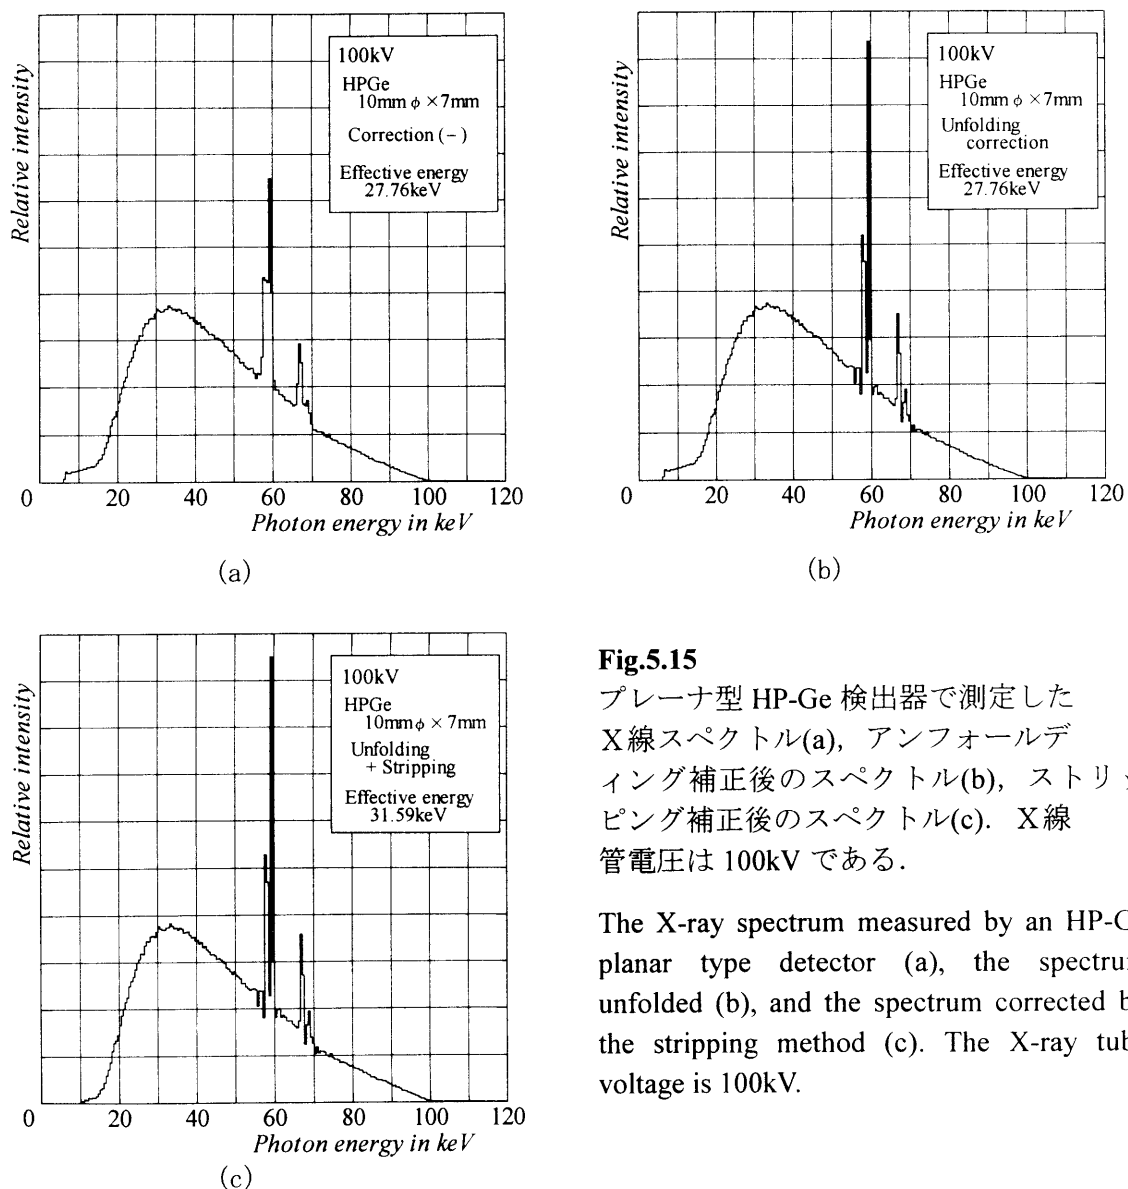 Relative intensity
100kV
HPGe
10mm φ × 7mm
Correction (−)
Effective energy
27.76keV
0 20 40 60 80 100 120
Photon energy in keV
(a)
Relative intensity
100kV
HPGe
10mm φ × 7mm
Unfolding
correction
Effective energy
27.76keV
0 20 40 60 80 100 120
Photon energy in keV
(b)
Relative intensity
100kV
HPGe
10mm φ × 7mm
Unfolding
+ Stripping
Effective energy
31.59keV
0 20 40 60 80 100 120
Photon energy in keV
(c)
Fig.5.15
プレーナ型 HP-Ge 検出器で測定した
X線スペクトル(a), アンフォールデ
ィング補正後のスペクトル(b), ストリッ
ピング補正後のスペクトル(c). X線
管電圧は 100kV である.
The X-ray spectrum measured by an HP-G
planar type detector (a), the spectrum
unfolded (b), and the spectrum corrected b
the stripping method (c). The X-ray tub
voltage is 100kV.